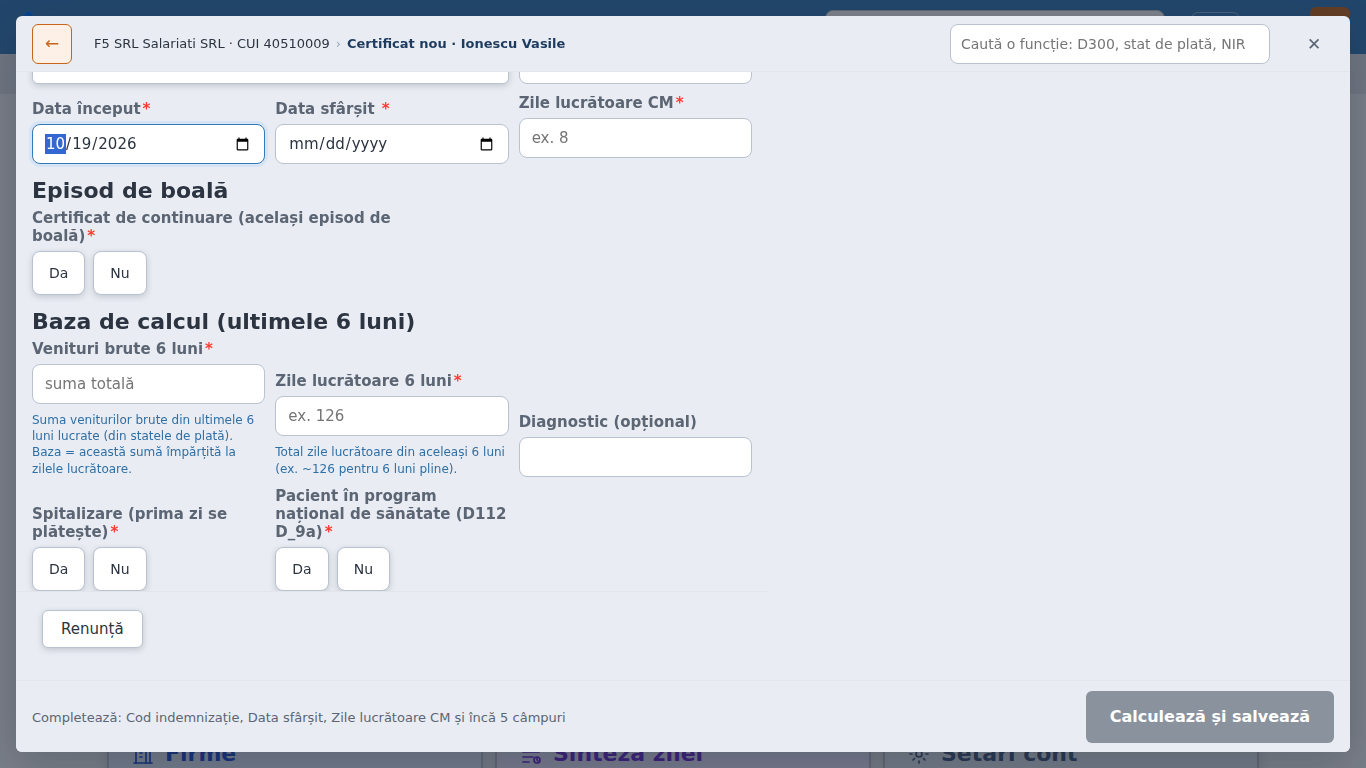 ←
F5 SRL Salariati SRL · CUI 40510009 › Certificat nou · Ionescu Vasile
Caută o funcție: D300, stat de plată, NIR
✕
Data început*
Data sfârșit *
Zile lucrătoare CM*
10/19/2026
mm/dd/yyyy
ex. 8
Episod de boală
Certificat de continuare (același episod de
boală)*
Da
Nu
Baza de calcul (ultimele 6 luni)
Venituri brute 6 luni*
suma totală
Suma veniturilor brute din ultimele 6
luni lucrate (din statele de plată).
Baza = această sumă împărțită la
zilele lucrătoare.
Zile lucrătoare 6 luni*
ex. 126
Total zile lucrătoare din aceleași 6 luni
(ex. ~126 pentru 6 luni pline).
Diagnostic (opțional)
Spitalizare (prima zi se
plătește)*
Da
Nu
Pacient în program
național de sănătate (D112
D_9a)*
Da
Nu
Renunță
Completează: Cod indemnizație, Data sfârșit, Zile lucrătoare CM și încă 5 câmpuri
Calculează și salvează
Firme
Sinteza zilei
Setări cont